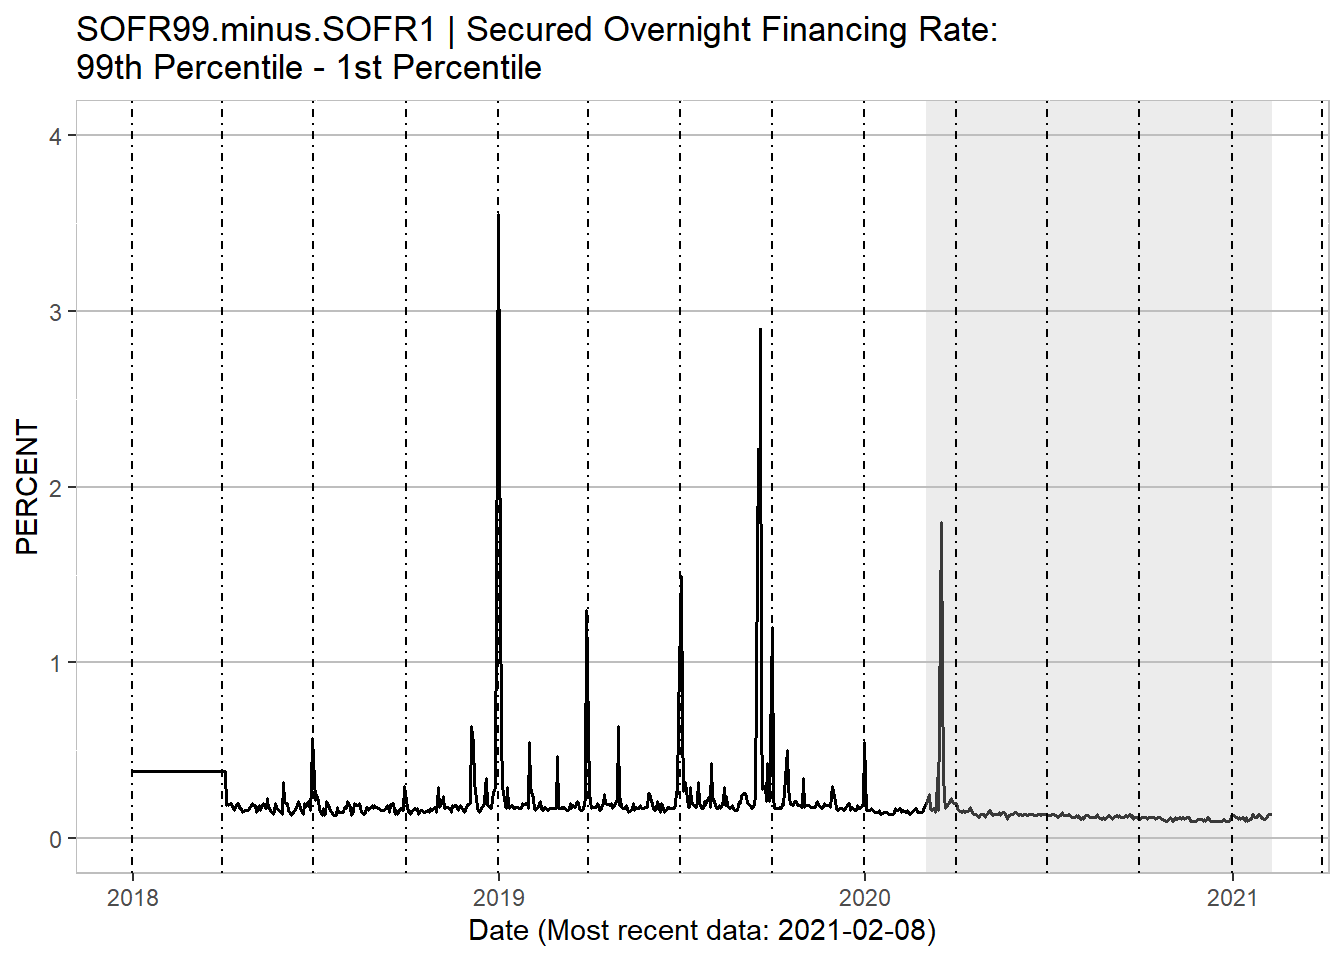 SOFR99.minus.SOFR1 | Secured Overnight Financing Rate:
99th Percentile - 1st Percentile
4
3
2
1
0
PERCENT
2018
2019
2020
2021
Date (Most recent data: 2021-02-08)